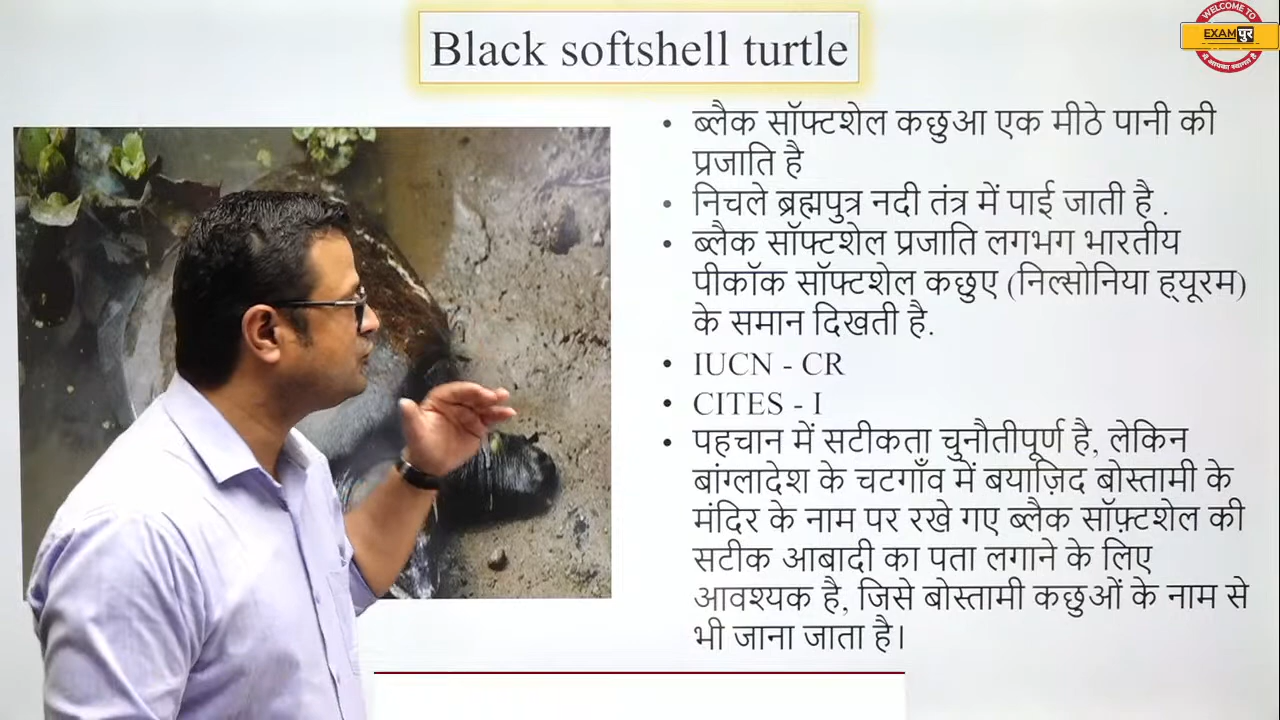 Black softshell turtle
WELCOME TO
EXAMपुर
में आपका स्वागत है
• ब्लैक सॉफ्टशेल कछुआ एक मीठे पानी की
प्रजाति है
• निचले ब्रह्मपुत्र नदी तंत्र में पाई जाती है .
• ब्लैक सॉफ्टशेल प्रजाति लगभग भारतीय
पीकॉक सॉफ्टशेल कछुए (निल्सोनिया ह्यूरम)
के समान दिखती है.
• IUCN - CR
• CITES - I
• पहचान में सटीकता चुनौतीपूर्ण है, लेकिन
बांग्लादेश के चटगाँव में बयाज़िद बोस्तामी के
मंदिर के नाम पर रखे गए ब्लैक सॉफ़्टशेल की
सटीक आबादी का पता लगाने के लिए
आवश्यक है, जिसे बोस्तामी कछुओं के नाम से
भी जाना जाता है।